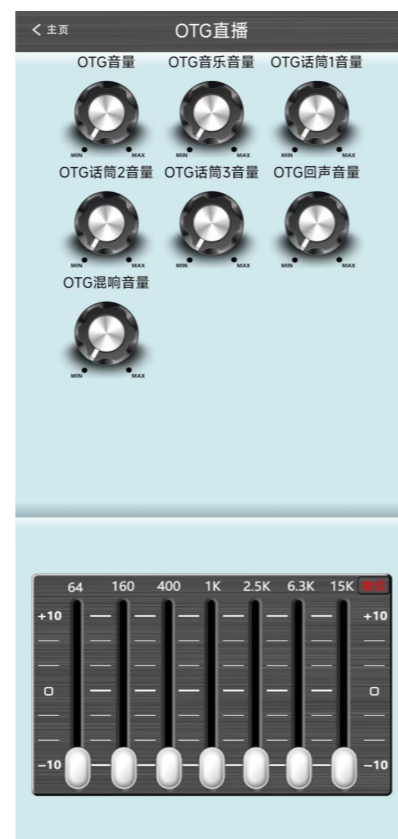 < 主页 OTG直播
OTG音量 OTG音乐音量 OTG话筒1音量
MIN MAX MIN MAX MIN MAX
OTG话筒2音量 OTG话筒3音量 OTG回声音量
MIN MAX MIN MAX MIN MAX
OTG混响音量
MIN MAX
64 160 400 1K 2.5K 6.3K 15K
+10 +10
0 0
-10 -10